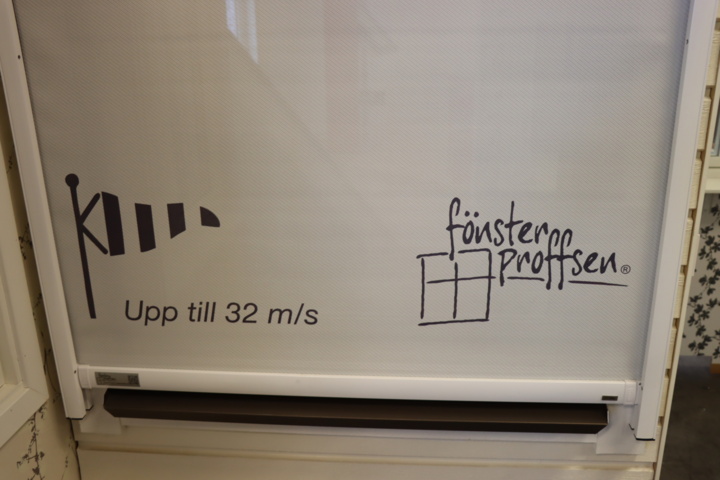 Upp till 32 m/s
fönster
proffsen®